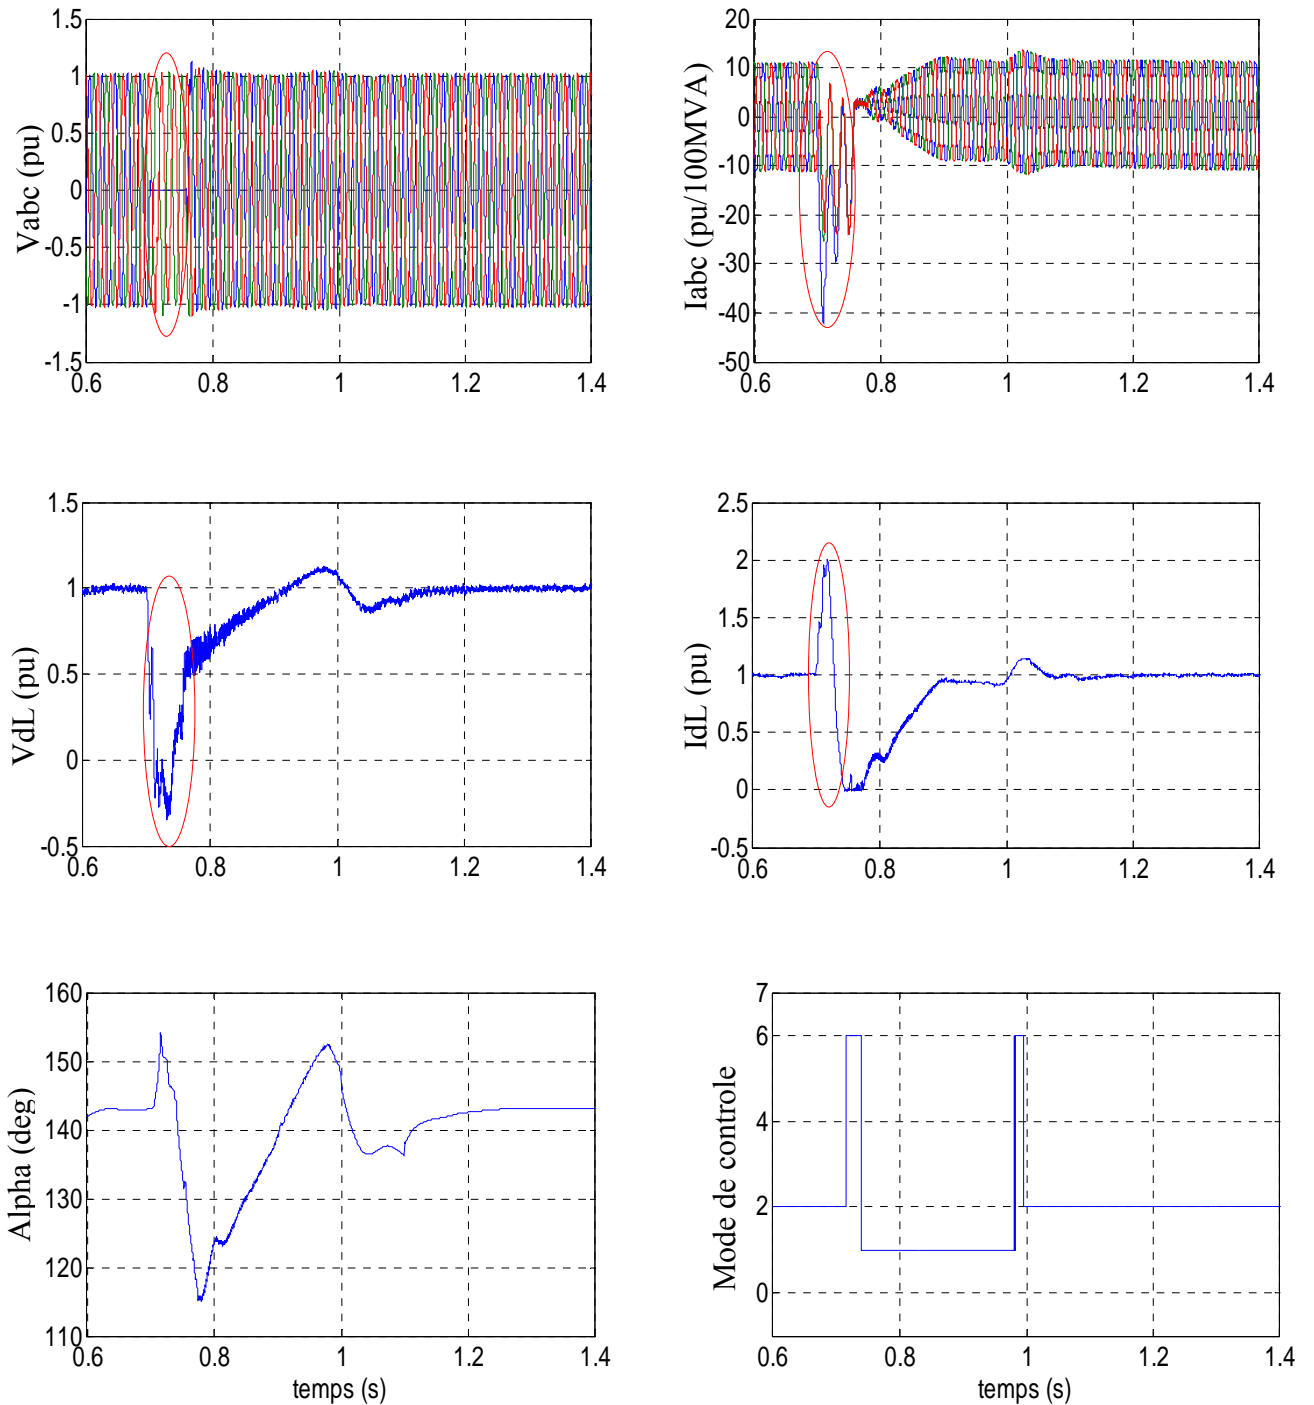 1.5
1
0.5
0
-0.5
-1
-1.5
Vabc (pu)
0.6 0.8 1 1.2 1.4
20
10
0
-10
-20
-30
-40
-50
Iabc (pu/100MVA)
0.6 0.8 1 1.2 1.4
1.5
1
0.5
0
-0.5
VdL (pu)
0.6 0.8 1 1.2 1.4
2.5
2
1.5
1
0.5
0
-0.5
IdL (pu)
0.6 0.8 1 1.2 1.4
160
150
140
130
120
110
Alpha (deg)
0.6 0.8 1 1.2 1.4
temps (s)
7
6
4
2
0
Mode de controle
0.6 0.8 1 1.2 1.4
temps (s)